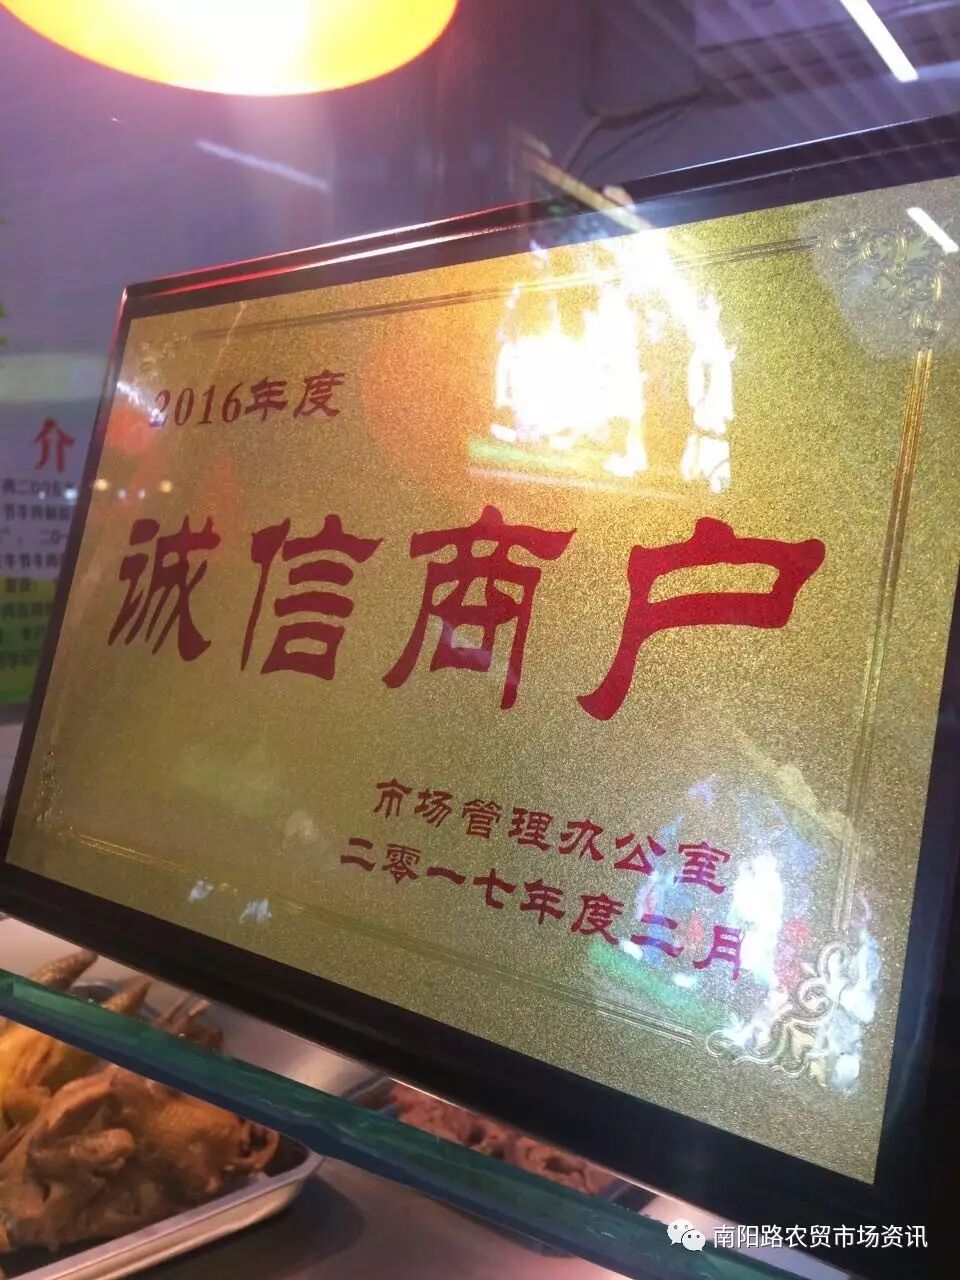 2016年度
诚信商户
市场管理办公室
二零一七年度二月
介
南阳路农贸市场资讯